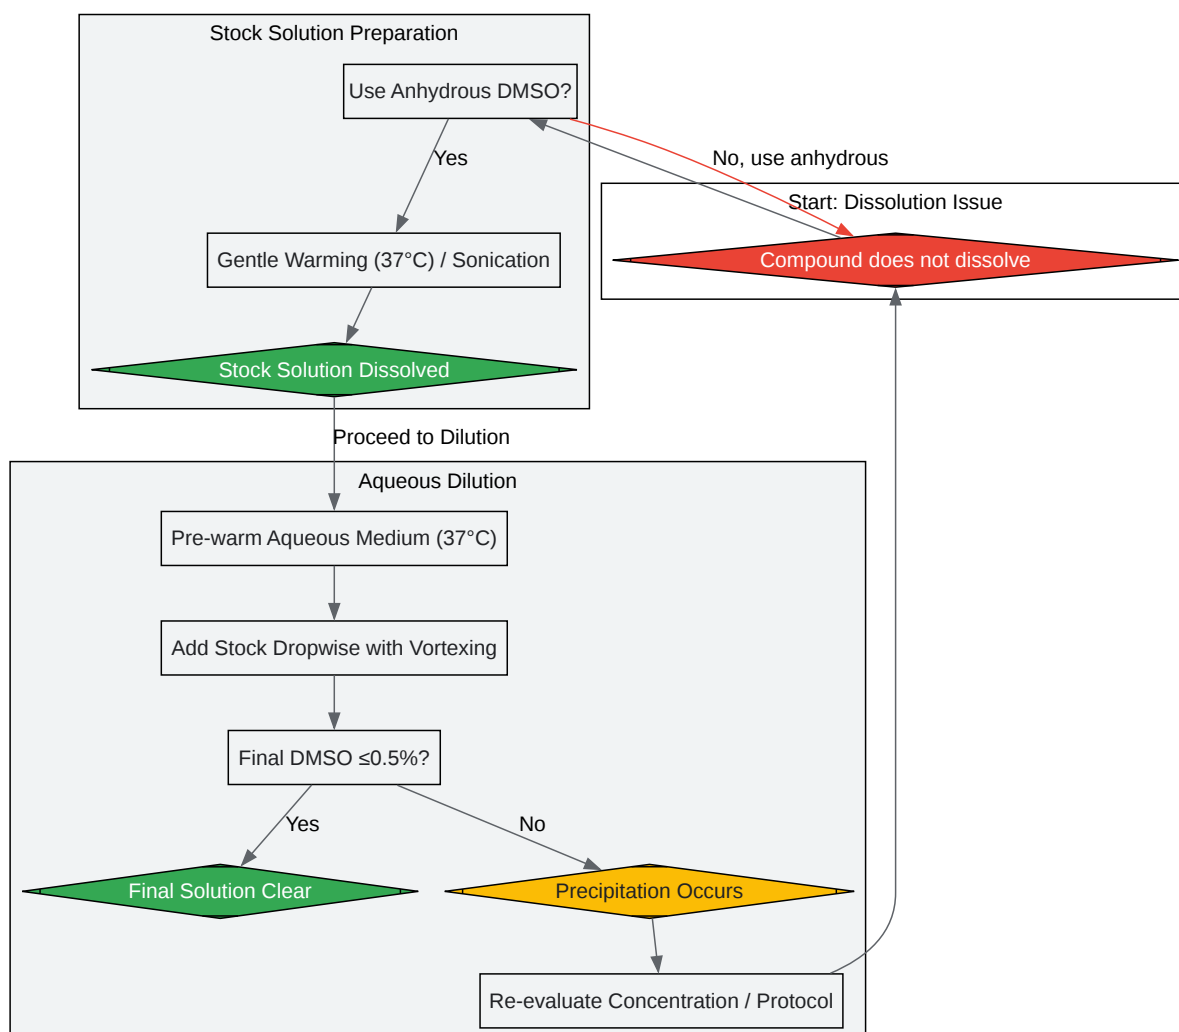 Stock Solution Preparation
Use Anhydrous DMSO?
Yes
No, use anhydrous
Start: Dissolution Issue
Compound does not dissolve
Gentle Warming (37°C) / Sonication
Stock Solution Dissolved
Proceed to Dilution
Aqueous Dilution
Pre-warm Aqueous Medium (37°C)
Add Stock Dropwise with Vortexing
Final DMSO ≤0.5%?
Yes
No
Final Solution Clear
Precipitation Occurs
Re-evaluate Concentration / Protocol